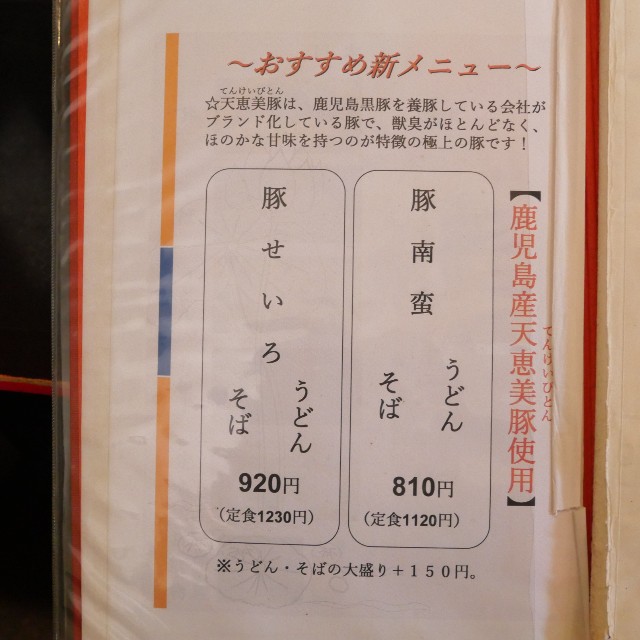 ～おすすめ新メニュー～
てんけいびとん
☆天恵美豚は、鹿児島黒豚を養豚している会社が
ブランド化している豚で、獣臭がほとんどなく、
ほのかな甘味を持つのが特徴の極上の豚です！
【鹿児島産天恵美豚使用】
てんけいびとん
豚南蛮
うどん
そば
810円
（定食1120円）
豚せいろ
うどん
そば
920円
（定食1230円）
※うどん・そばの大盛り＋１５０円。